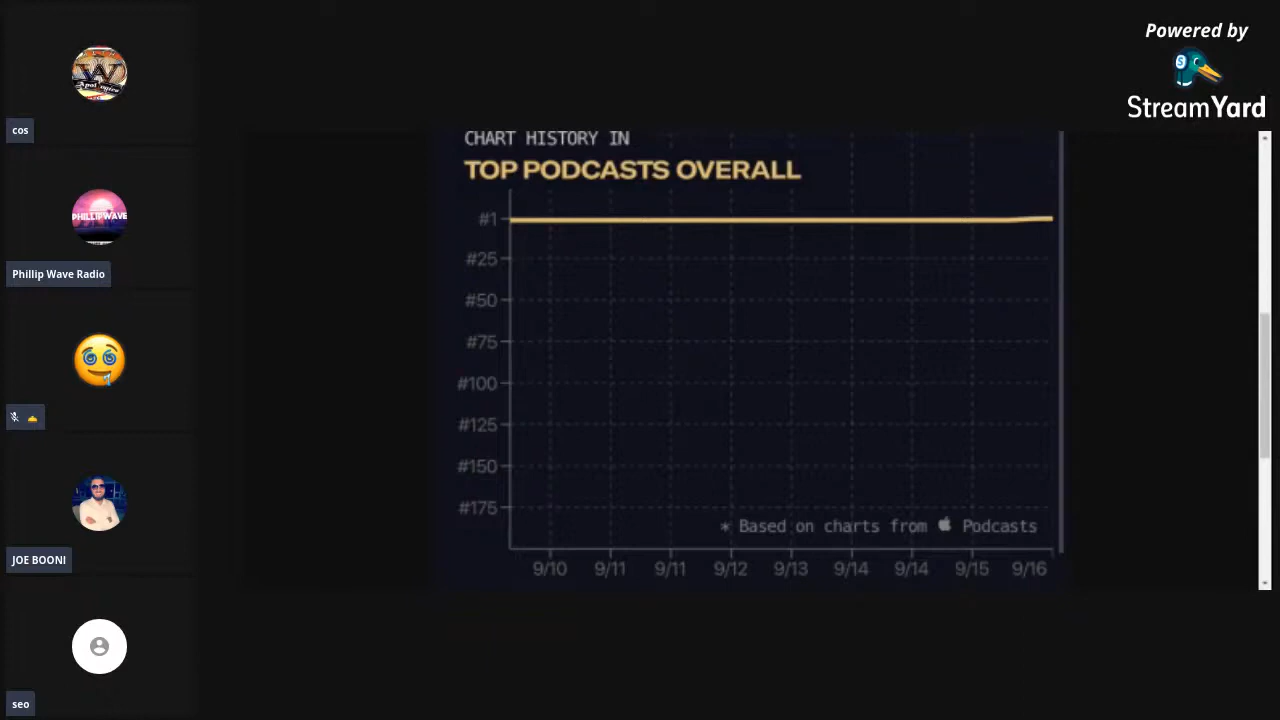 Powered by
StreamYard
cos
Phillip Wave Radio
JOE BOONI
seo
PHILLIPWAVE
CHART HISTORY IN
TOP PODCASTS OVERALL
#1
#25
#50
#75
#100
#125
#150
#175
* Based on charts from Podcasts
9/10 9/11 9/11 9/12 9/13 9/14 9/14 9/15 9/16